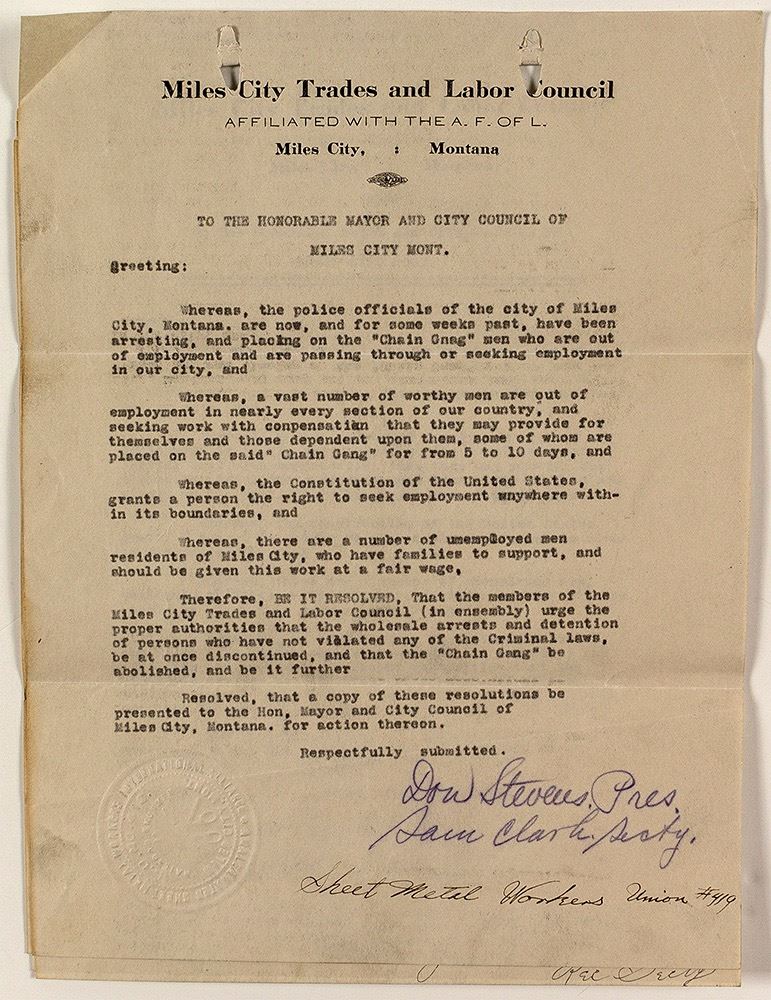 Miles City Trades and Labor Council
AFFILIATED WITH THE A. F. OF L.
Miles City, : Montana
TO THE HONORABLE MAYOR AND CITY COUNCIL OF
MILES CITY MONT.
Greeting:
Whereas, the police officials of the city of Miles
City, Montana. are now, and for some weeks past, have been
arresting, and placing on the "Chain Gnag" men who are out
of employment and are passing through or seeking employment
in our city, and
Whereas, a vast number of worthy men are out of
employment in nearly every section of our country, and
seeking work with conpensation that they may provide for
themselves and those dependent upon them, some of whom are
placed on the said" Chain Gang" for from 5 to 10 days, and
Whereas, the Constitution of the United States,
grants a person the right to seek employment wnywhere with-
in its boundaries, and
Whereas, there are a number of umemployed men
residents of Miles City, who have families to support, and
should be given this work at a fair wage,
Therefore, BE IT RESOLVED, That the members of the
Miles City Trades and Labor Council (in ensembly) urge the
proper authorities that the wholesale arrests and detention
of persons who have not violated any of the Criminal laws,
be at once discontinued, and that the "Chain Gang" be
abolished, and be it further
Resolved, that a copy of these resolutions be
presented to the Hon, Mayor and City Council of
Miles City, Montana. for action thereon.
Respectfully submitted.
Don Stevens. Pres.
Sam Clark. Secty.
Sheet Metal Workers Union #419
Rec Secty